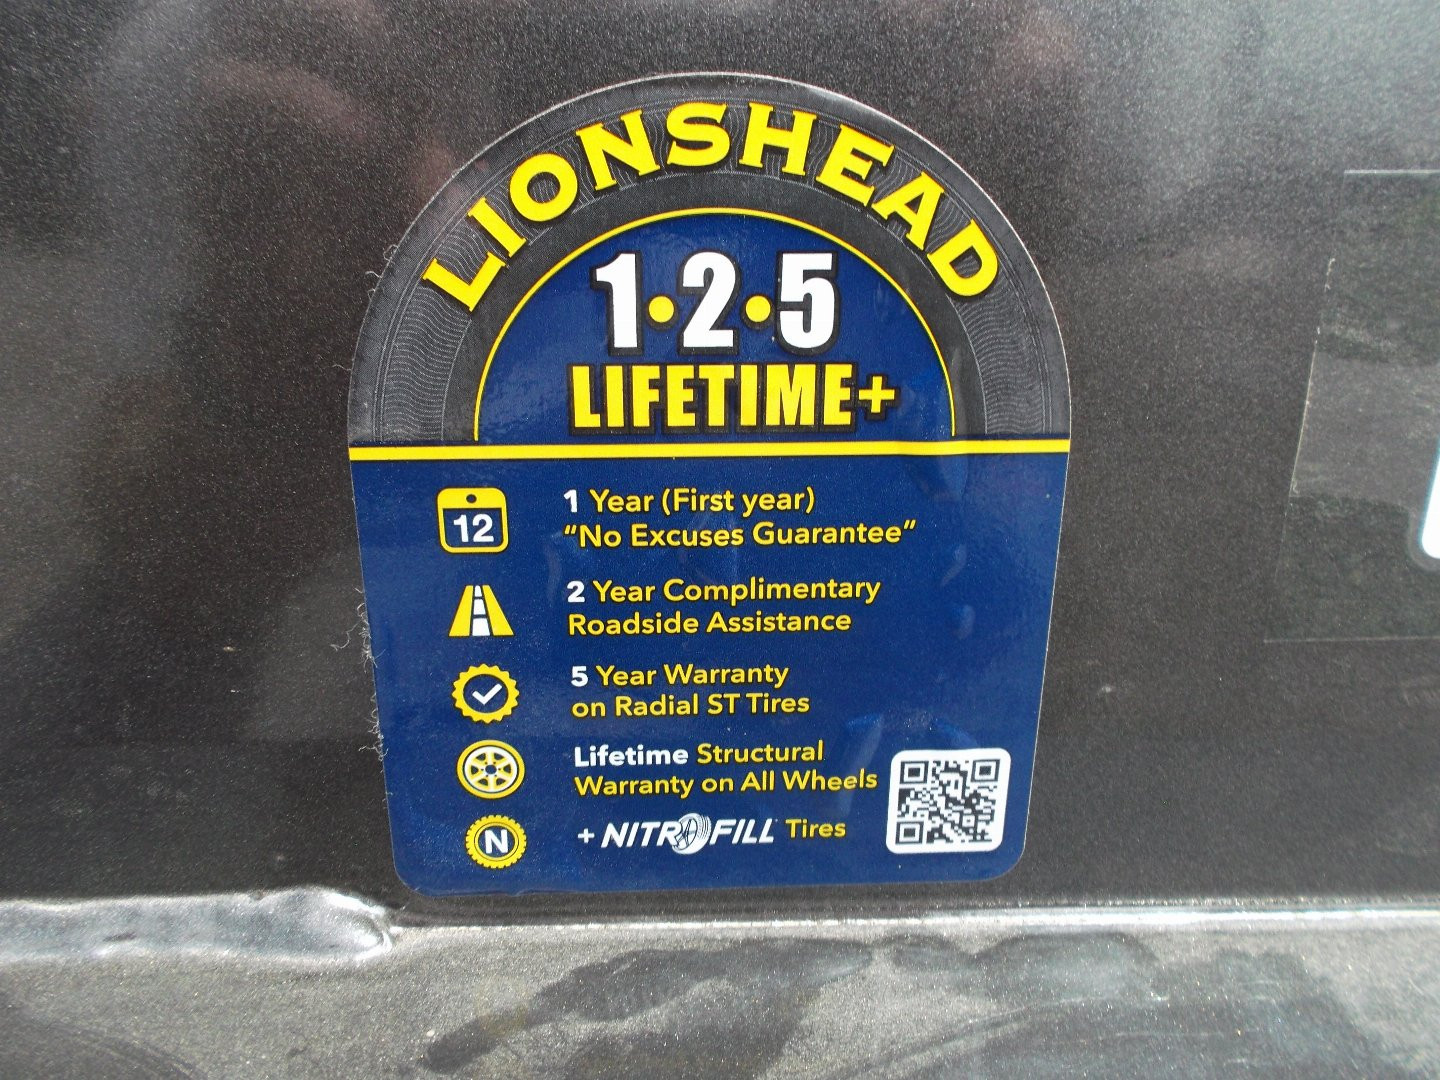 LIONSHEAD
1•2•5
LIFETIME+
12
1 Year (First year)
“No Excuses Guarantee”
2 Year Complimentary
Roadside Assistance
5 Year Warranty
on Radial ST Tires
Lifetime Structural
Warranty on All Wheels
N
+ NITROFILL Tires